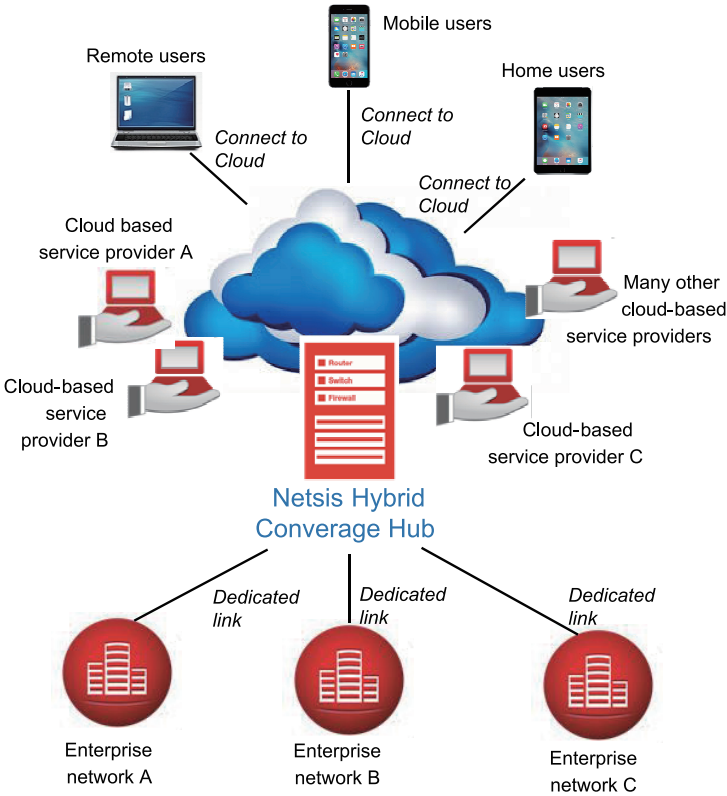 Mobile users
Remote users
Home users
Connect to
Cloud
Connect to
Cloud
Connect to
Cloud
Cloud based
service provider A
Many other
cloud-based
service providers
Cloud-based
service
provider B
Router
Switch
Firewall
Cloud-based
service provider C
Netsis Hybrid
Converage Hub
Dedicated
link
Dedicated
link
Dedicated
link
Enterprise
network A
Enterprise
network B
Enterprise
network C